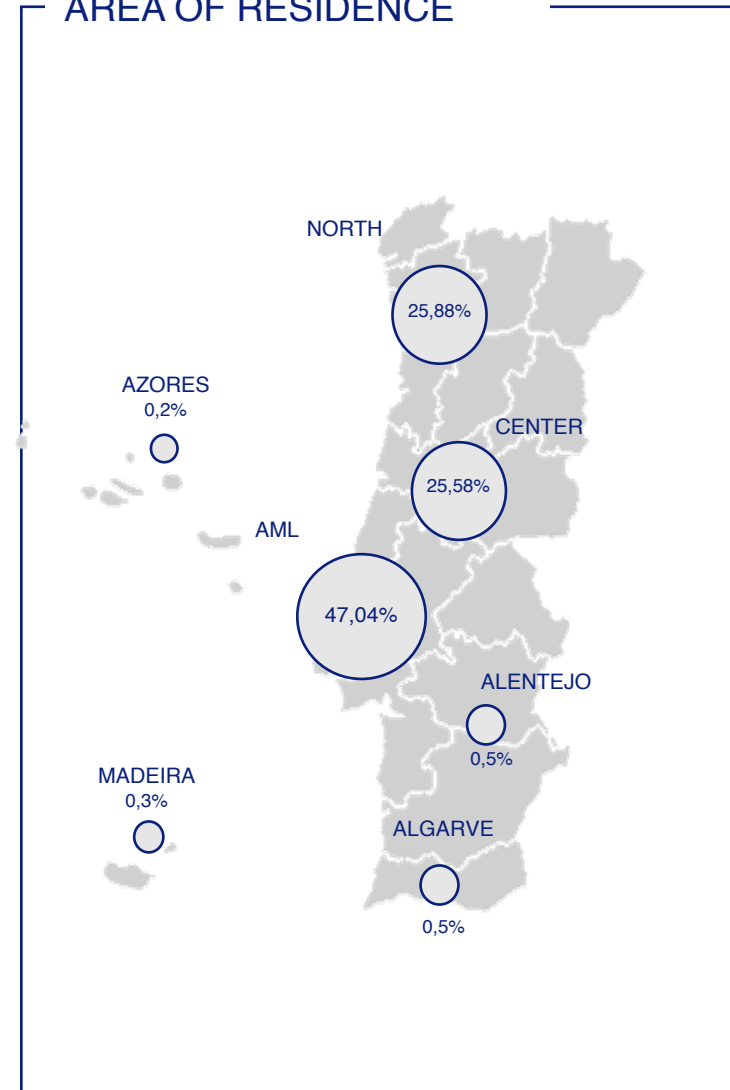 AREA OF RESIDENCE
NORTH
25,88%
AZORES
0,2%
CENTER
25,58%
AML
47,04%
ALENTEJO
0,5%
MADEIRA
0,3%
ALGARVE
0,5%